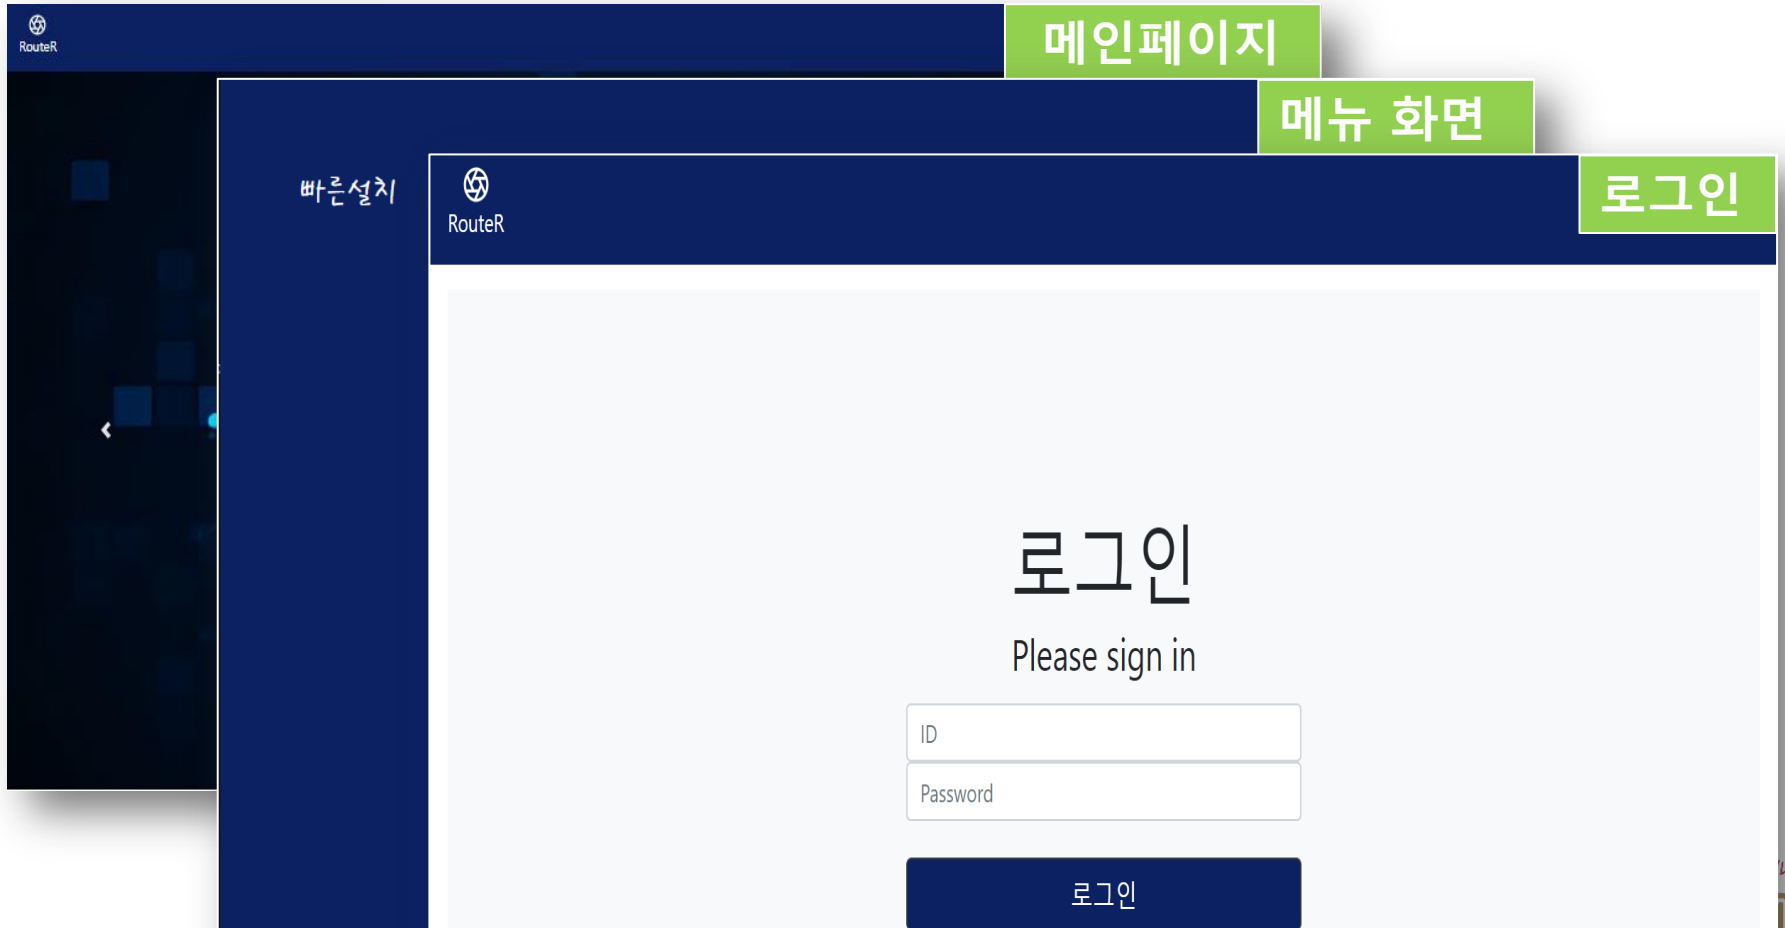 RouteR
메인페이지
메뉴 화면
빠른설치
RouteR
로그인
로그인
Please sign in
ID
Password
로그인